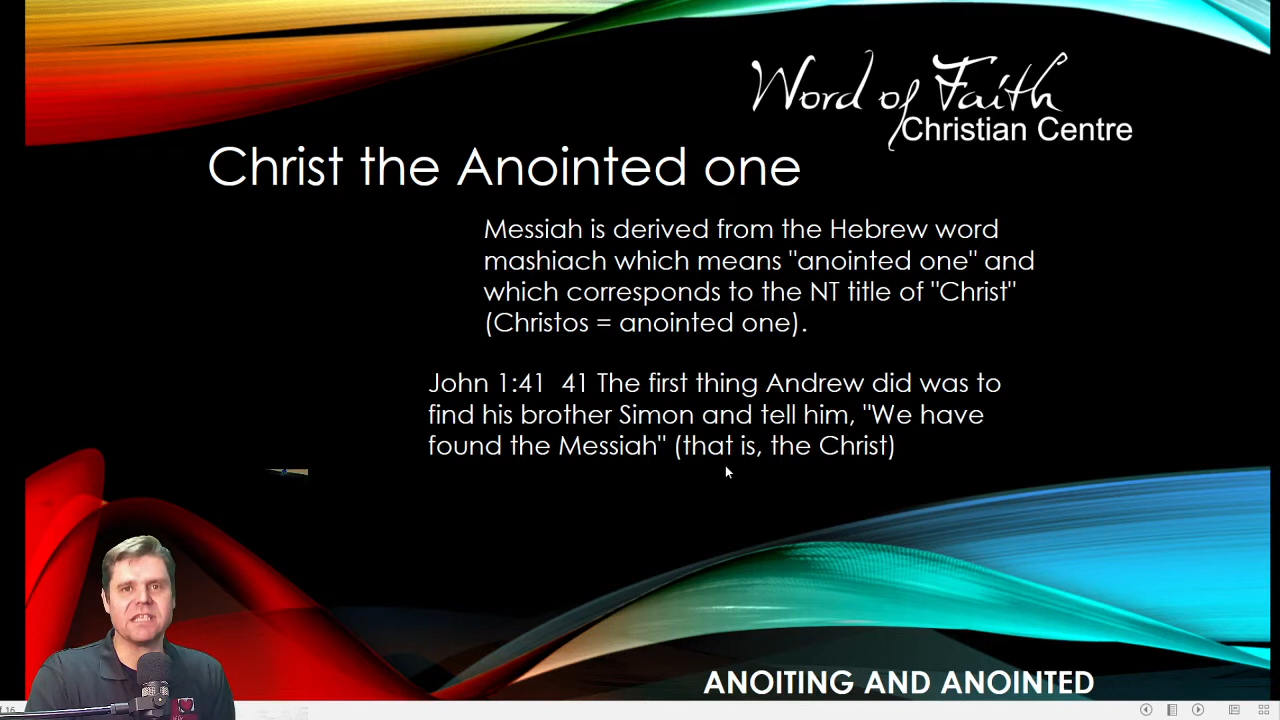 Word of Faith
Christian Centre
Christ the Anointed one
Messiah is derived from the Hebrew word
mashiach which means "anointed one" and
which corresponds to the NT title of "Christ"
(Christos = anointed one).
John 1:41  41 The first thing Andrew did was to
find his brother Simon and tell him, "We have
found the Messiah" (that is, the Christ)
ANOITING AND ANOINTED
of 16